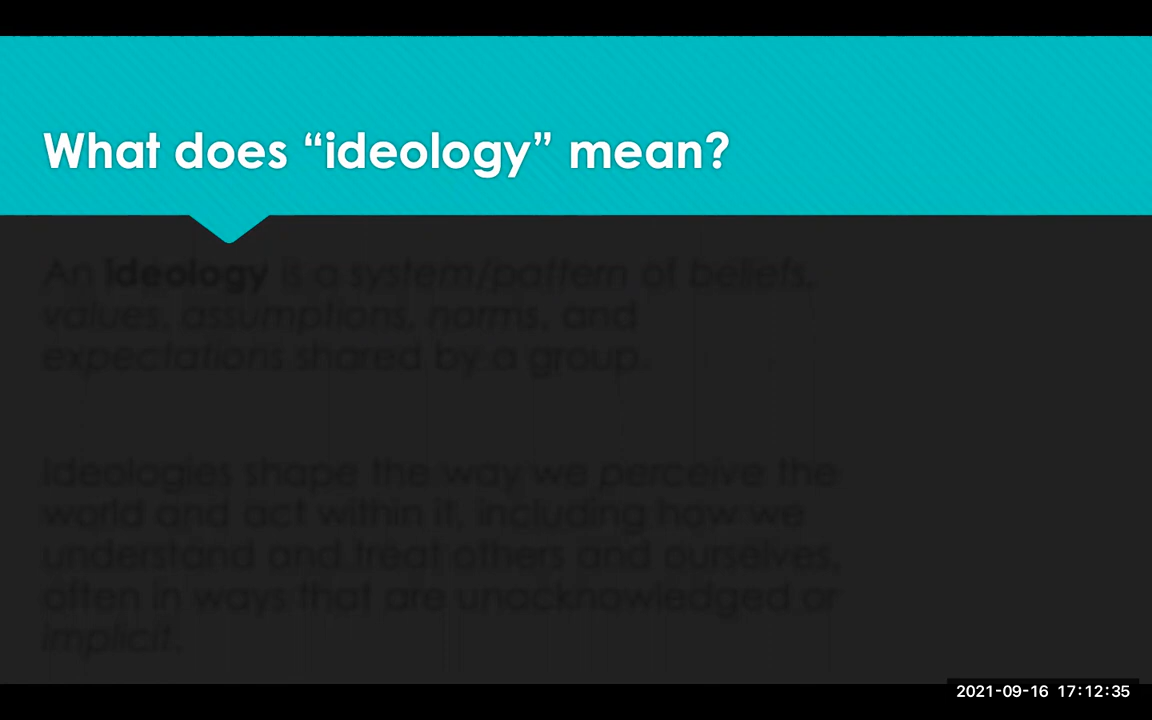 What does “ideology” mean?
An ideology is a system/pattern of beliefs,
values, assumptions, norms, and
expectations shared by a group.
Ideologies shape the way we perceive the
world and act within it, including how we
understand and treat others and ourselves,
often in ways that are unacknowledged or
implicit.
2021-09-16 17:12:35